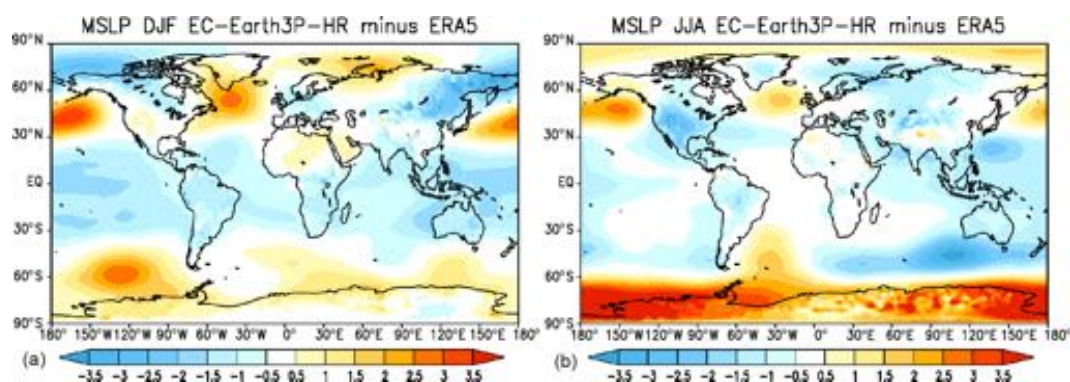 MSLP DJF EC-Earth3P-HR minus ERA5
90°N
60°N
30°N
EQ
30°S
60°S
90°S
180° 150°W 120°W 90°W 60°W 30°W 0° 30°E 60°E 90°E 120°E 150°E 180°
(a)
-3.5 -3 -2.5 -2 -1.5 -1 -0.5 0.5 1 1.5 2 2.5 3 3.5
MSLP JJA EC-Earth3P-HR minus ERA5
90°N
60°N
30°N
EQ
30°S
60°S
90°S
180° 150°W 120°W 90°W 60°W 30°W 0° 30°E 60°E 90°E 120°E 150°E 180°
(b)
-3.5 -3 -2.5 -2 -1.5 -1 -0.5 0.5 1 1.5 2 2.5 3 3.5